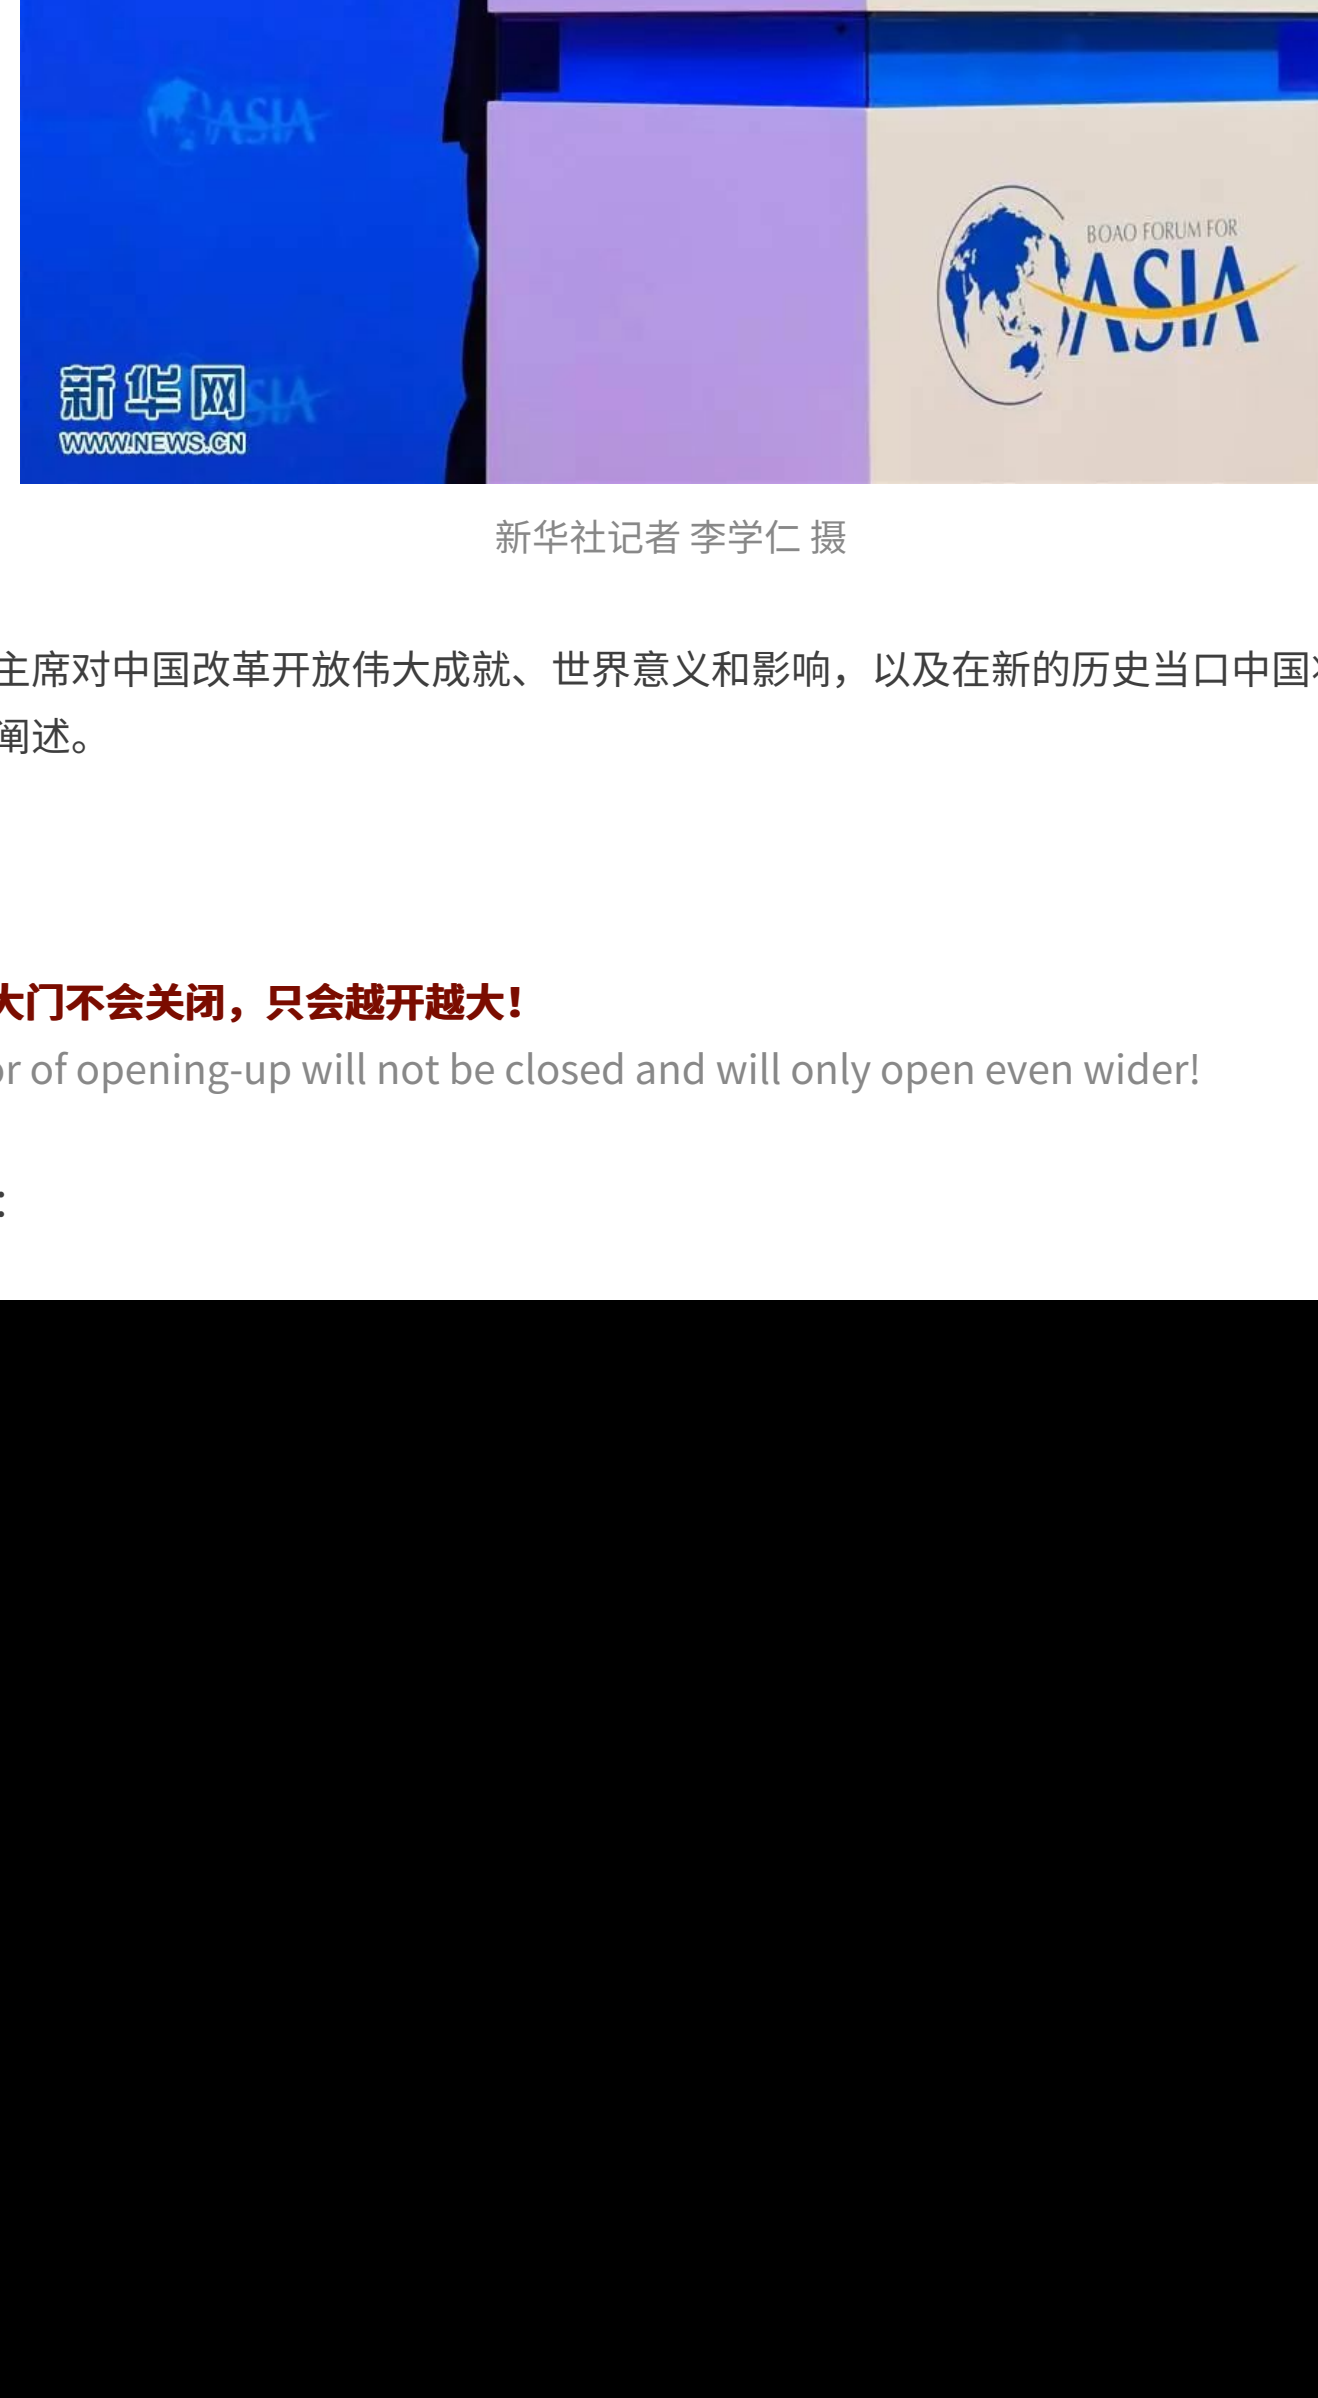 ASIA
BOAO FORUM FOR
ASIA
新华网
SIA
WWW.NEWS.CN
新华社记者 李学仁 摄
主席对中国改革开放伟大成就、世界意义和影响，以及在新的历史当口中国
阐述。
大门不会关闭，只会越开越大！
or of opening-up will not be closed and will only open even wider!
：